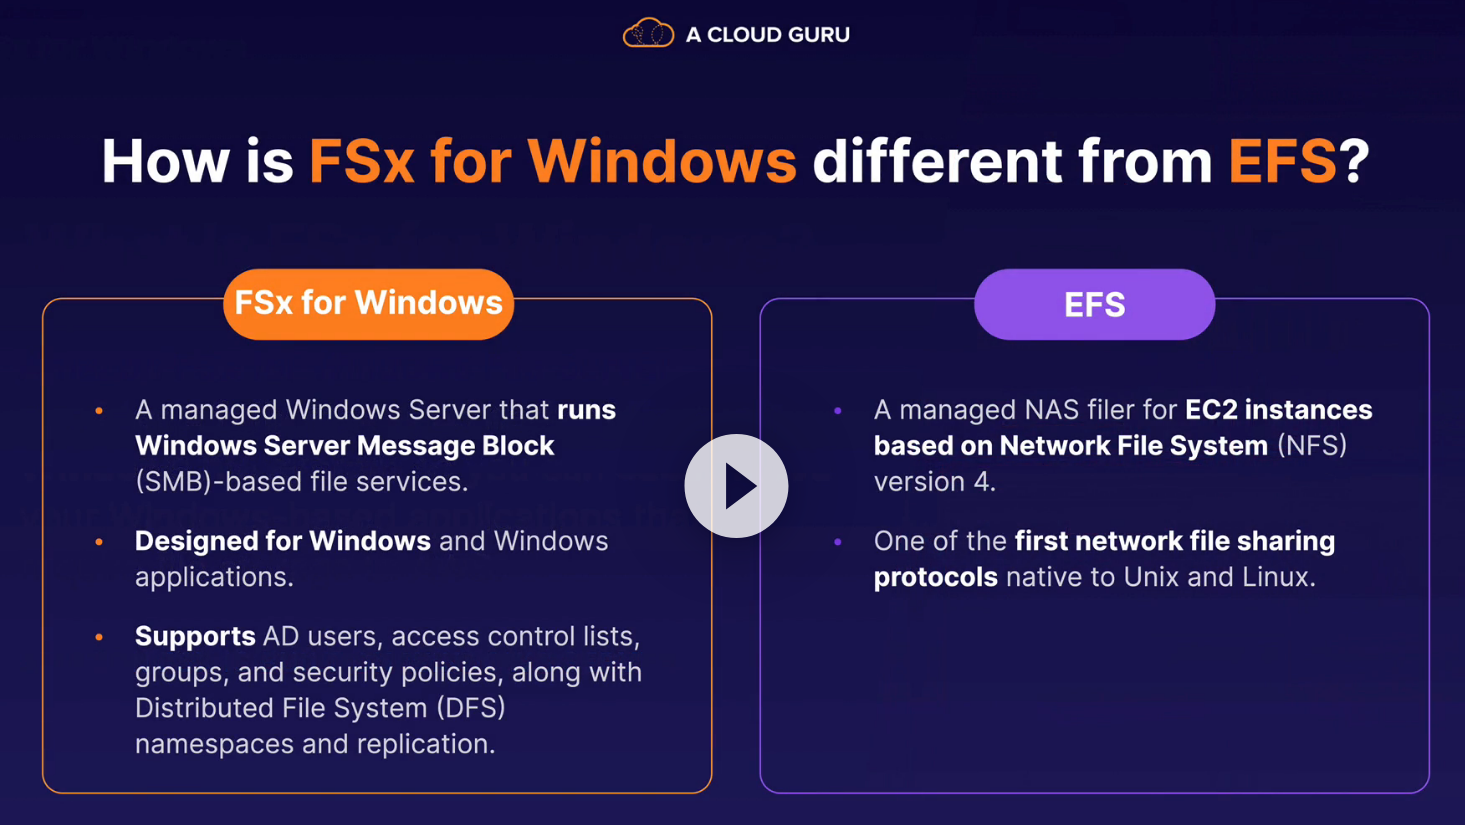 A CLOUD GURU
How is FSx for Windows different from EFS?
FSx for Windows
• A managed Windows Server that runs
Windows Server Message Block
(SMB)-based file services.
• Designed for Windows and Windows
applications.
• Supports AD users, access control lists,
groups, and security policies, along with
Distributed File System (DFS)
namespaces and replication.
EFS
• A managed NAS filer for EC2 instances
based on Network File System (NFS)
version 4.
• One of the first network file sharing
protocols native to Unix and Linux.